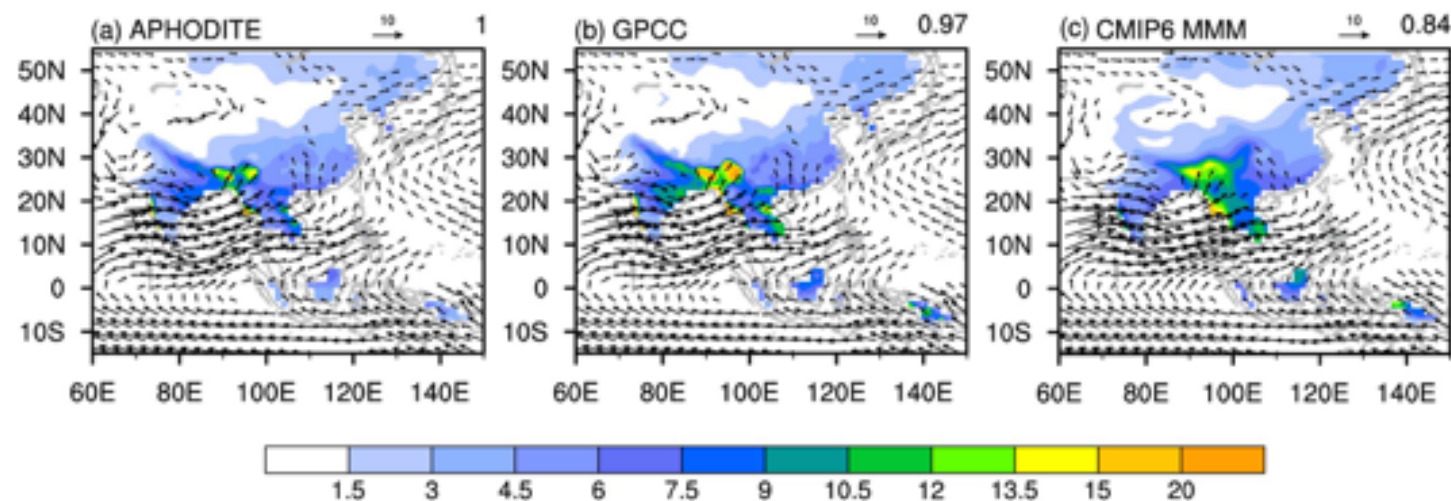 (a) APHODITE 10 1
(b) GPCC 10 0.97
(c) CMIP6 MMM 10 0.84
50N 40N 30N 20N 10N 0 10S
50N 40N 30N 20N 10N 0 10S
50N 40N 30N 20N 10N 0 10S
60E 80E 100E 120E 140E
60E 80E 100E 120E 140E
60E 80E 100E 120E 140E
1.5 3 4.5 6 7.5 9 10.5 12 13.5 15 20